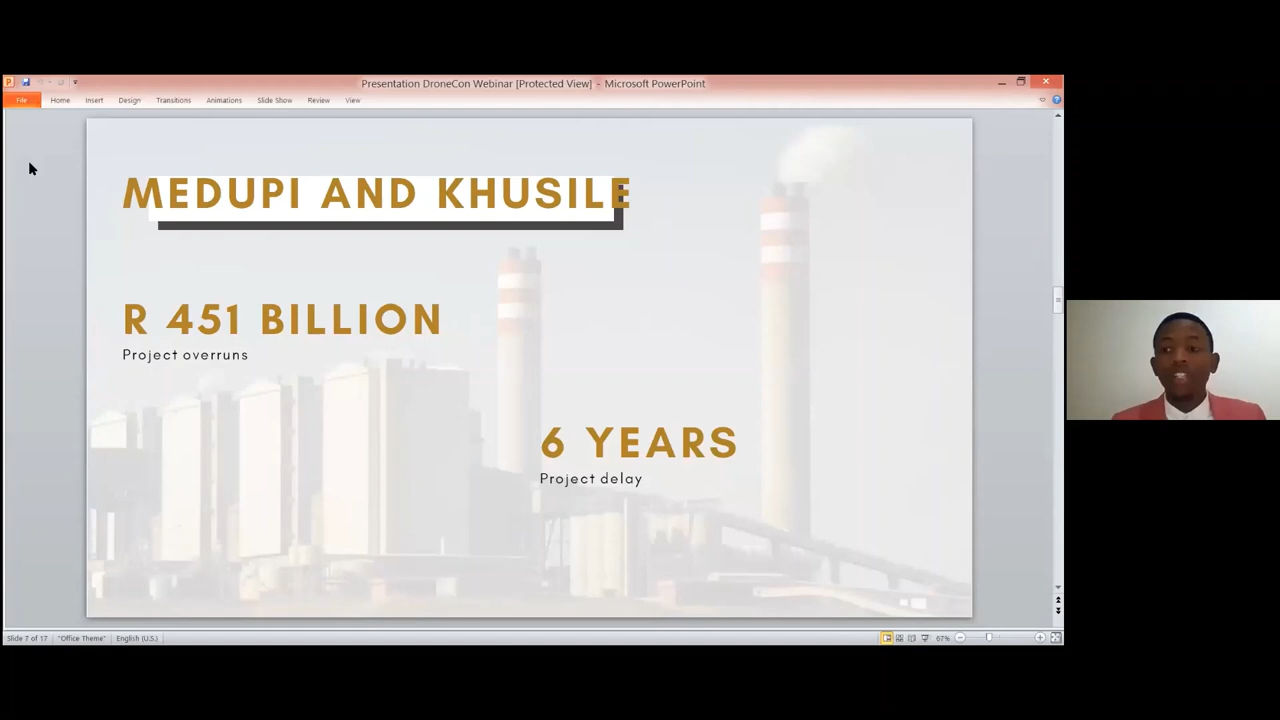 Presentation DroneCon Webinar [Protected View] - Microsoft PowerPoint
File Home Insert Design Transitions Animations Slide Show Review View
MEDUPI AND KHUSILE
R 451 BILLION
Project overruns
6 YEARS
Project delay
Slide 7 of 17 "Office Theme" English (U.S.) 67%